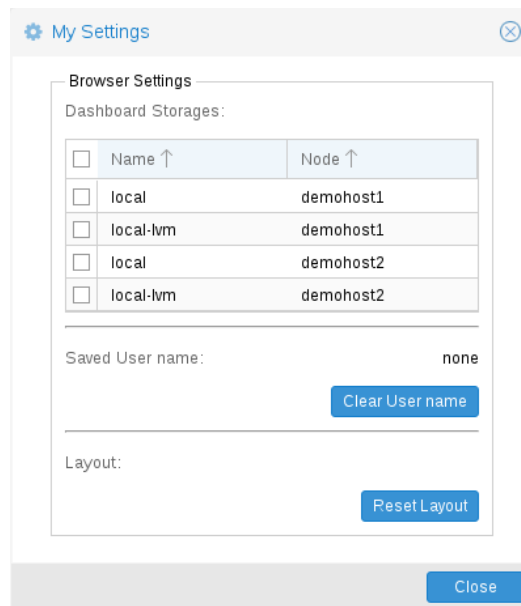 My Settings
Browser Settings
Dashboard Storages:
Name Node
local demohost1
local-lvm demohost1
local demohost2
local-lvm demohost2
Saved User name: none
Clear User name
Layout:
Reset Layout
Close